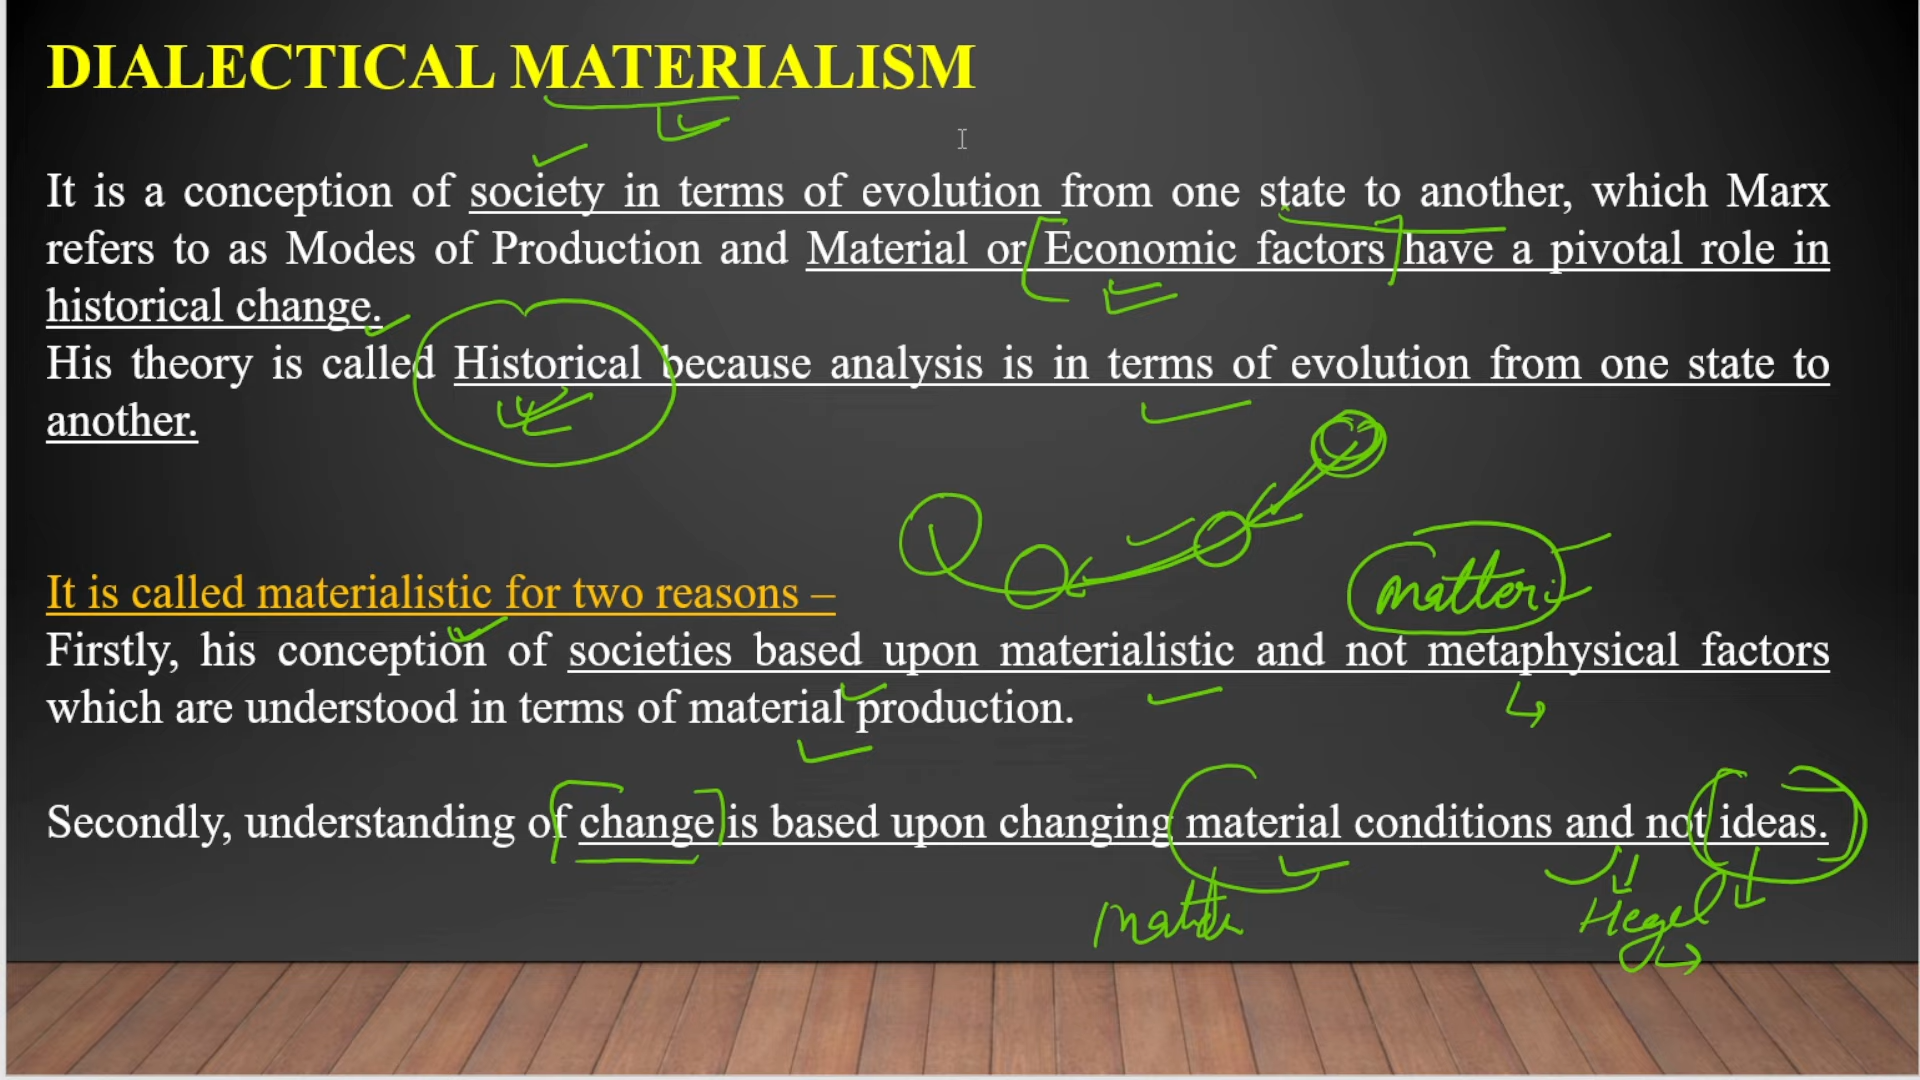 DIALECTICAL MATERIALISM
It is a conception of society in terms of evolution from one state to another, which Marx
refers to as Modes of Production and Material or Economic factors have a pivotal role in
historical change.
His theory is called Historical because analysis is in terms of evolution from one state to
another.
matter
It is called materialistic for two reasons –
Firstly, his conception of societies based upon materialistic and not metaphysical factors
which are understood in terms of material production.
Secondly, understanding of change is based upon changing material conditions and not ideas.
Hegel